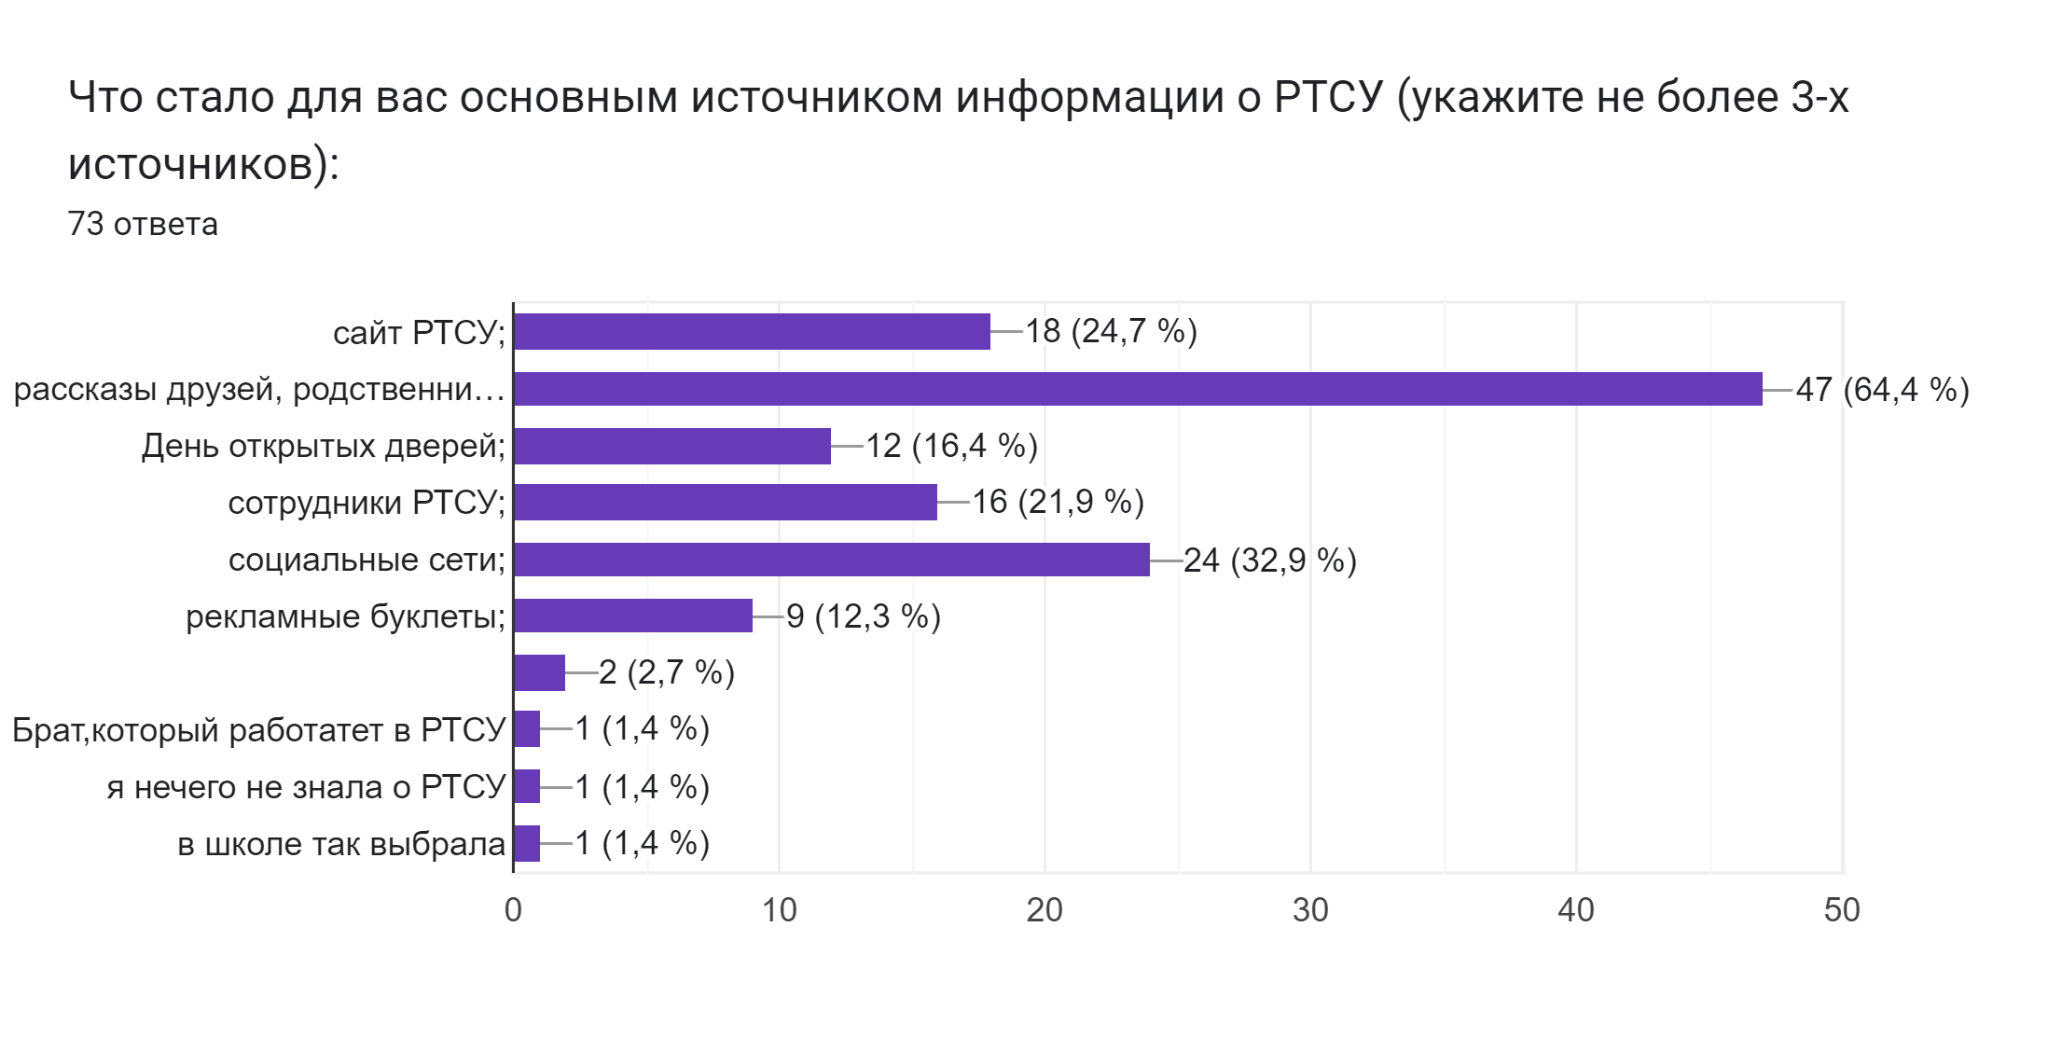 Что стало для вас основным источником информации о РТСУ (укажите не более 3-х
источников):
73 ответа
сайт РТСУ; 18 (24,7 %)
рассказы друзей, родственни… 47 (64,4 %)
День открытых дверей; 12 (16,4 %)
сотрудники РТСУ; 16 (21,9 %)
социальные сети; 24 (32,9 %)
рекламные буклеты; 9 (12,3 %)
2 (2,7 %)
Брат,который работатет в РТСУ 1 (1,4 %)
я нечего не знала о РТСУ 1 (1,4 %)
в школе так выбрала 1 (1,4 %)
0 10 20 30 40 50